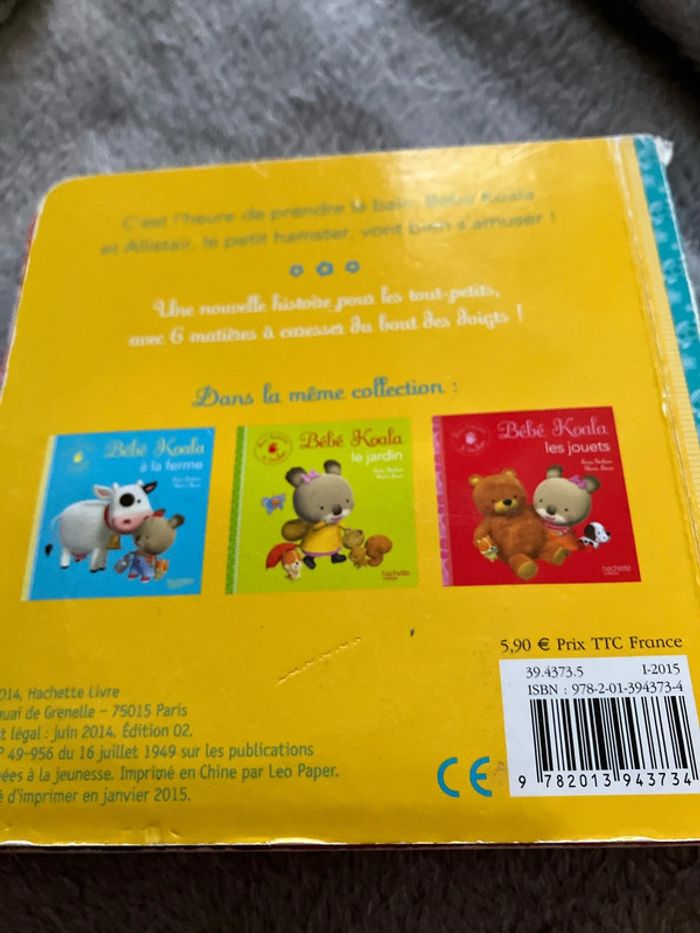 C'est l'heure de prendre le bain. Bébé Koala
et Alistair, le petit hamster, vont bien s'amuser !
Une nouvelle histoire pour les tout-petits,
avec 6 matières à caresser du bout des doigts !
Dans la même collection :
Bébé Koala
à la ferme
Bébé Koala
le jardin
hachette
Bébé Koala
les jouets
hachette
5,90 € Prix TTC France
39.4373.5 I-2015
ISBN : 978-2-01-394373-4
9 782013 943734
CE
014, Hachette Livre
quai de Grenelle – 75015 Paris
t légal : juin 2014. Édition 02.
° 49-956 du 16 juillet 1949 sur les publications
ées à la jeunesse. Imprimé en Chine par Leo Paper.
é d'imprimer en janvier 2015.